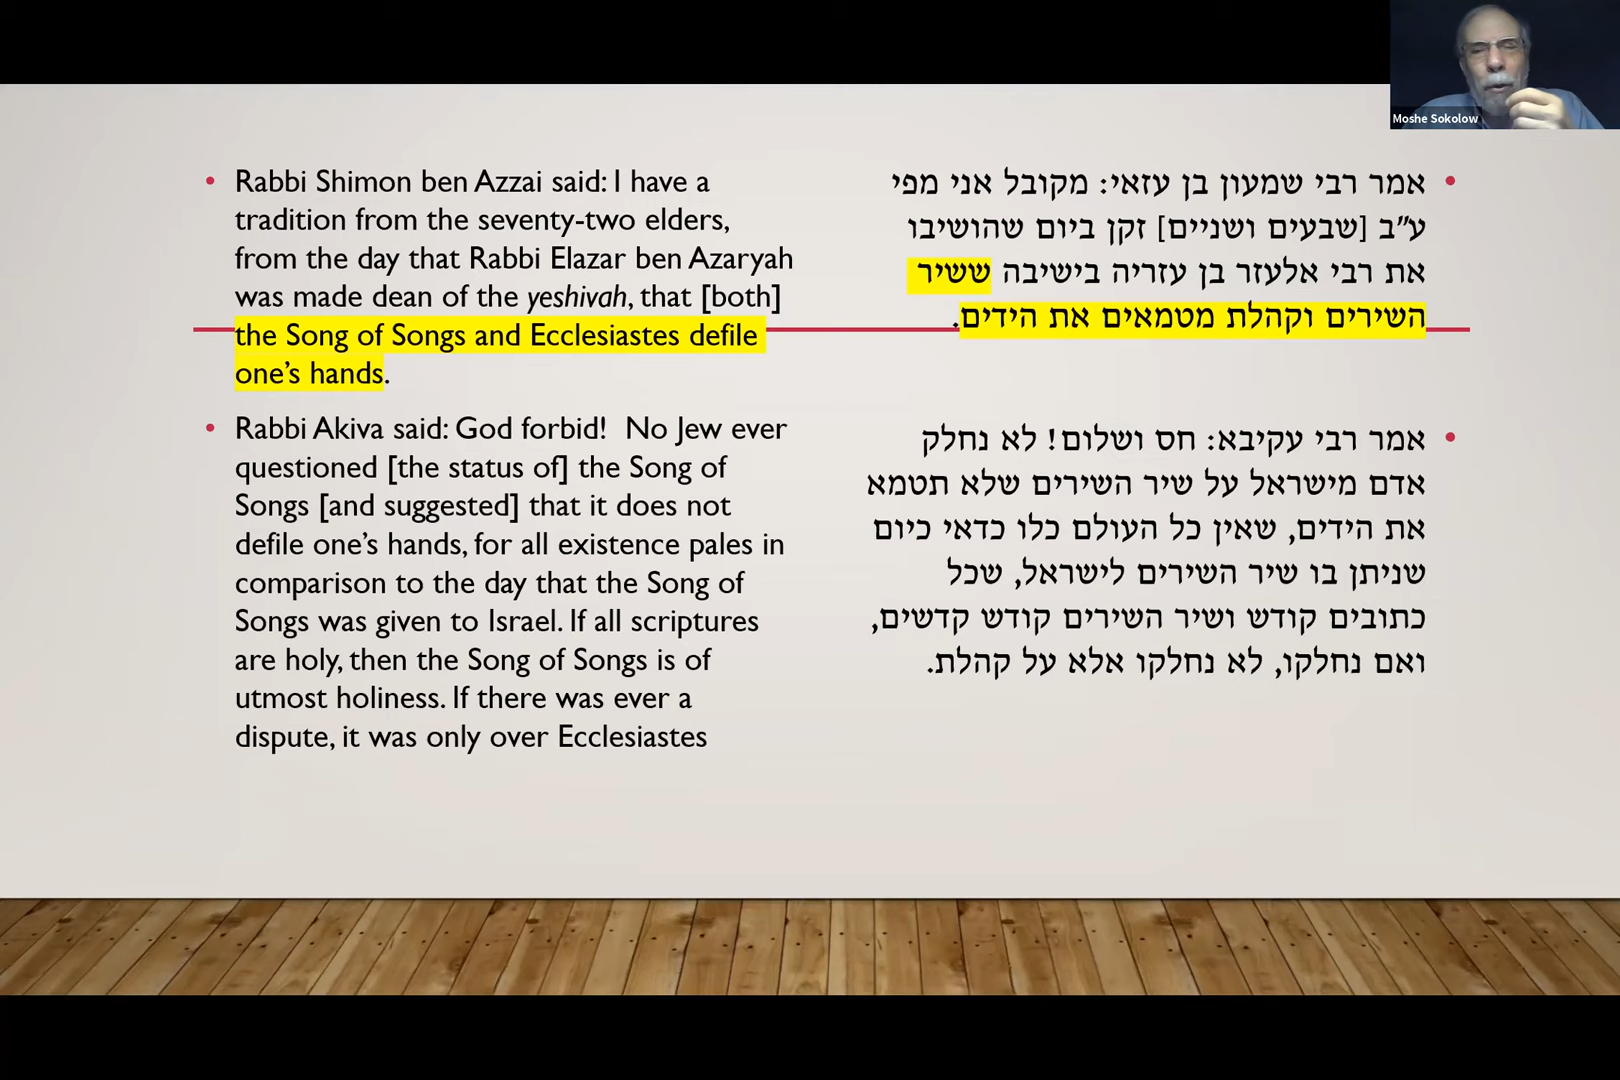 Moshe Sokolow
Rabbi Shimon ben Azzai said: I have a
tradition from the seventy-two elders,
from the day that Rabbi Elazar ben Azaryah
was made dean of the yeshivah, that [both]
the Song of Songs and Ecclesiastes defile
one's hands.
Rabbi Akiva said: God forbid! No Jew ever
questioned [the status of] the Song of
Songs [and suggested] that it does not
defile one's hands, for all existence pales in
comparison to the day that the Song of
Songs was given to Israel. If all scriptures
are holy, then the Song of Songs is of
utmost holiness. If there was ever a
dispute, it was only over Ecclesiastes
אמר רבי שמעון בן עזאי: מקובל אני מפי
ע״ב [שבעים ושניים] זקן ביום שהושיבו
את רבי אלעזר בן עזריה בישיבה ששיר
השירים וקהלת מטמאים את הידים.
אמר רבי עקיבא: חס ושלום! לא נחלק
אדם מישראל על שיר השירים שלא תטמא
את הידים, שאין כל העולם כלו כדאי כיום
שניתן בו שיר השירים לישראל, שכל
כתובים קודש ושיר השירים קודש קדשים,
ואם נחלקו, לא נחלקו אלא על קהלת.